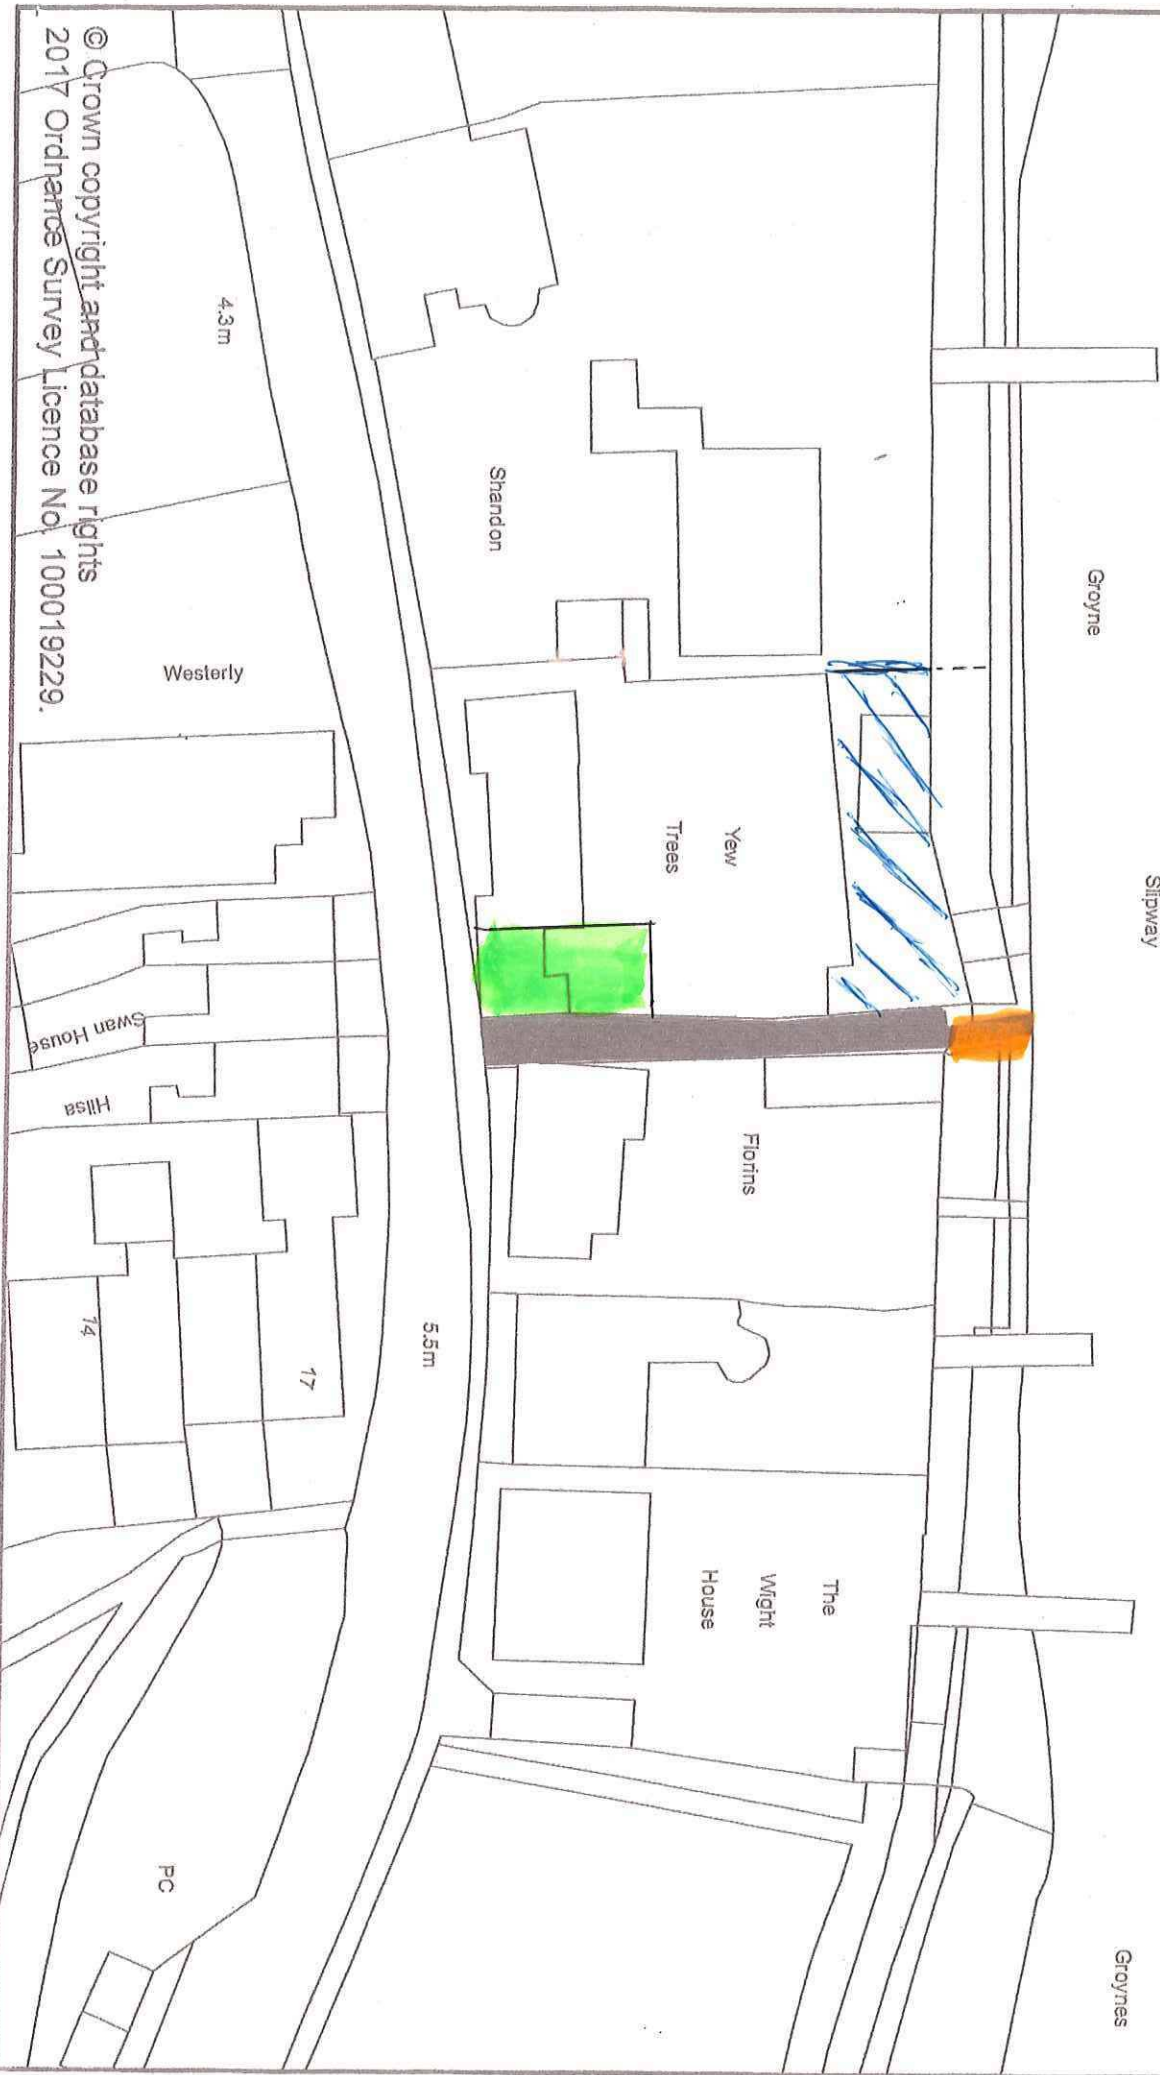 Groyne
Slipway
Groynes
Shandon
Yew
Trees
Florins
The
Wight
House
4.3m
5.5m
Westerly
Swan House
Hilsa
17
14
PC
© Crown copyright and database rights
2017 Ordnance Survey Licence No. 100019229.